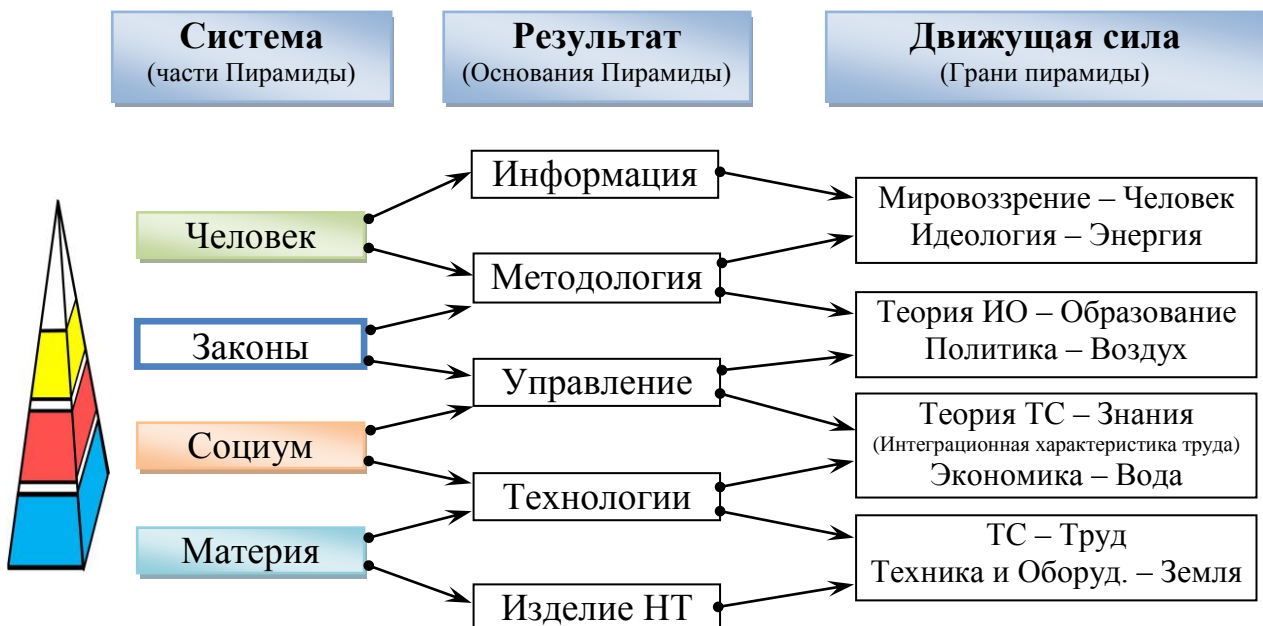 Система
(части Пирамиды)
Результат
(Основания Пирамиды)
Движущая сила
(Грани пирамиды)
Человек
Законы
Социум
Материя
Информация
Методология
Управление
Технологии
Изделие НТ
Мировоззрение – Человек
Идеология – Энергия
Теория ИО – Образование
Политика – Воздух
Теория ТС – Знания
(Интеграционная характеристика труда)
Экономика – Вода
ТС – Труд
Техника и Оборуд. – Земля